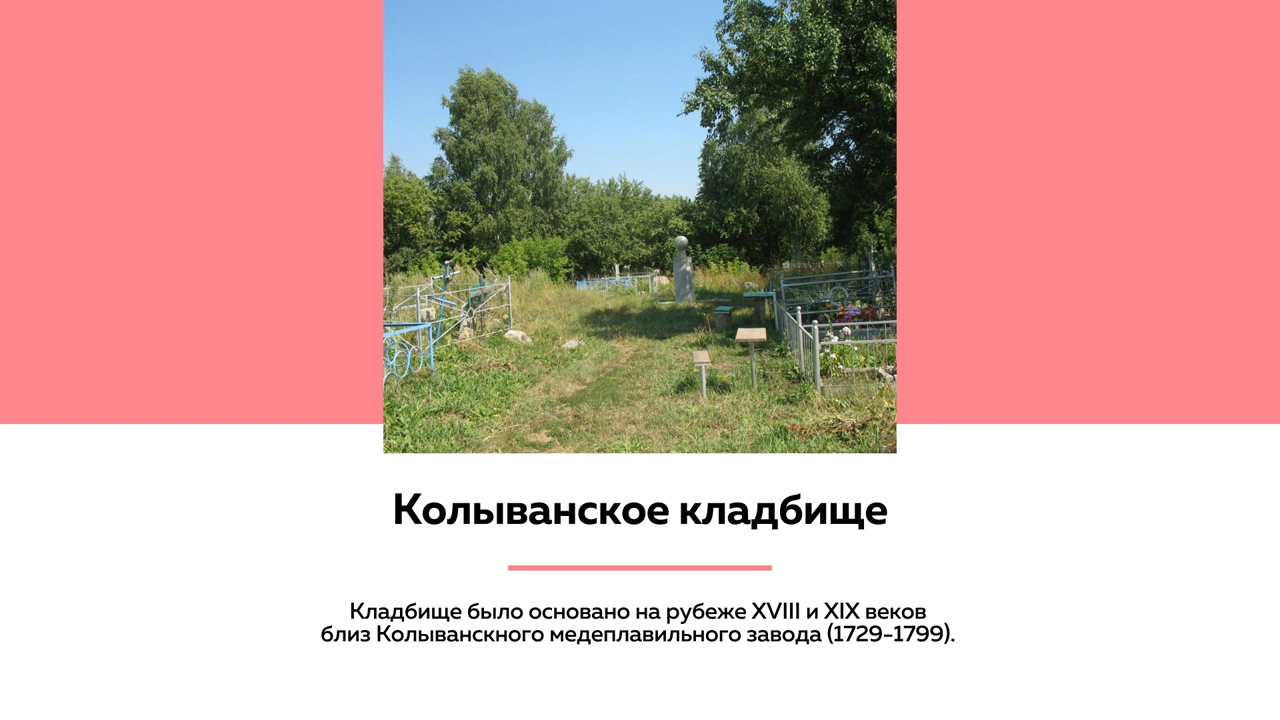 Колыванское кладбище
Кладбище было основано на рубеже XVIII и XIX веков
близ Колыванскного медеплавильного завода (1729-1799).